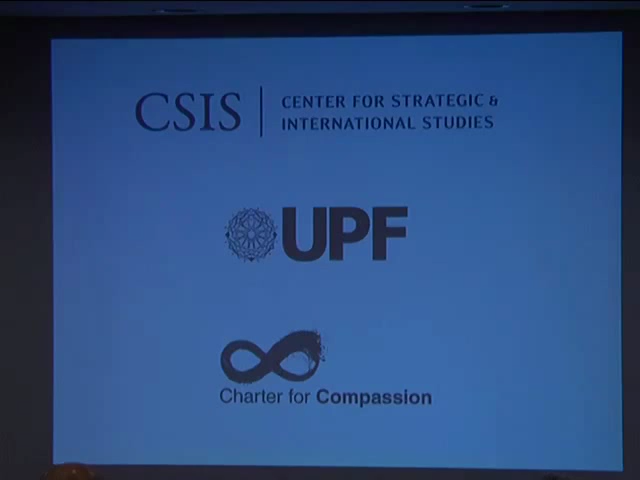 CSIS
CENTER FOR STRATEGIC &
INTERNATIONAL STUDIES
UPF
Charter for Compassion